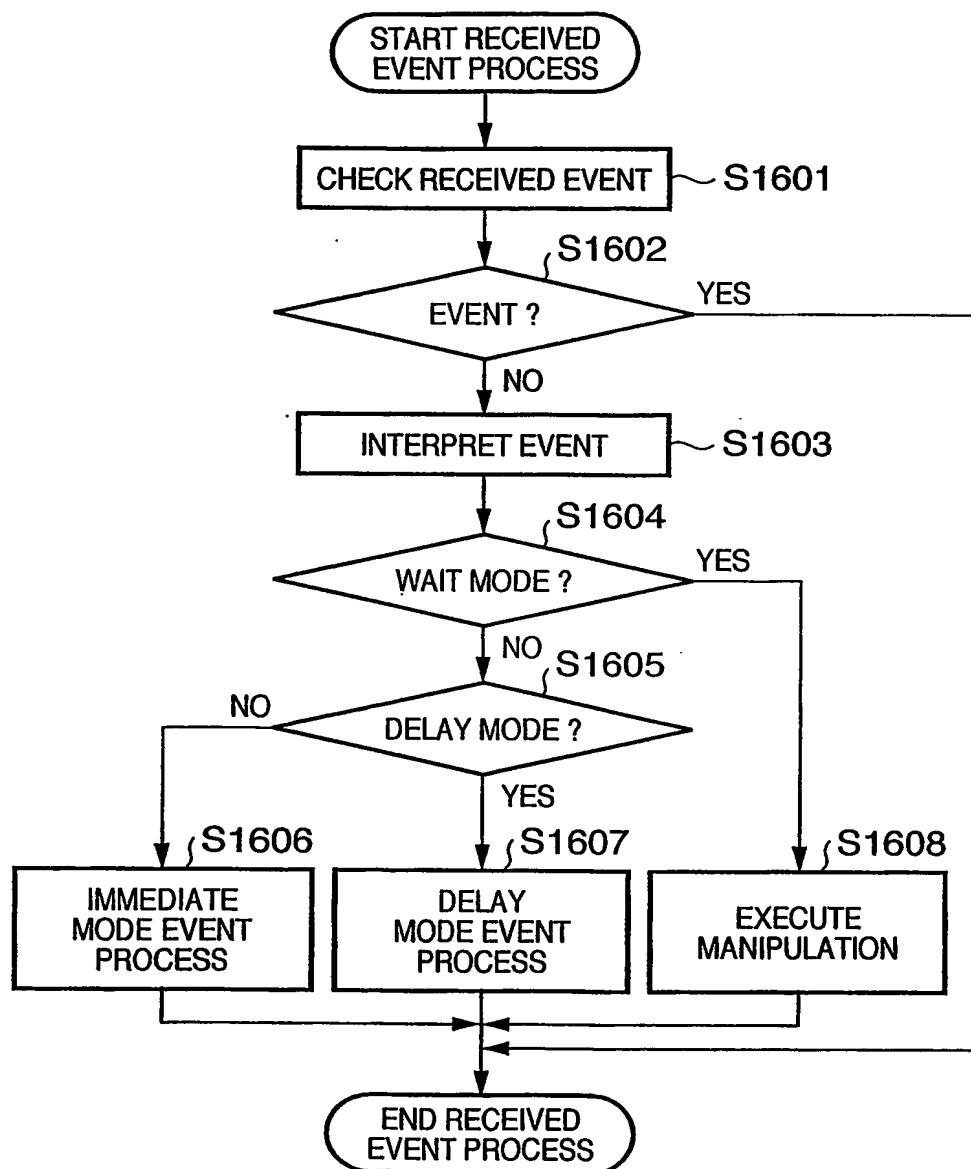 START RECEIVED
EVENT PROCESS
CHECK RECEIVED EVENT
S1601
S1602
EVENT ?
YES
NO
INTERPRET EVENT
S1603
S1604
WAIT MODE ?
YES
NO
S1605
DELAY MODE ?
NO
YES
S1606
IMMEDIATE
MODE EVENT
PROCESS
S1607
DELAY
MODE EVENT
PROCESS
S1608
EXECUTE
MANIPULATION
END RECEIVED
EVENT PROCESS